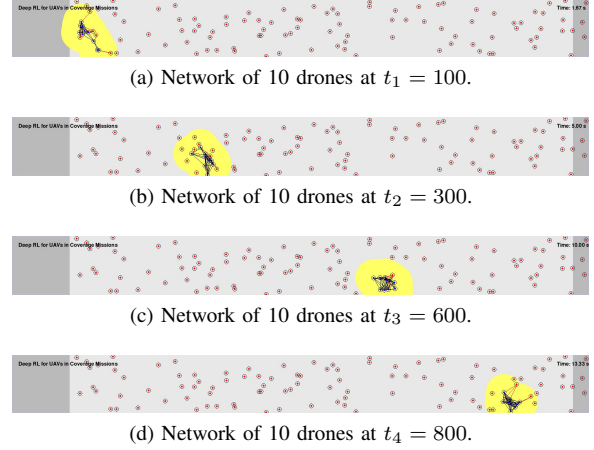 Deep RL for UAVs in Coverage Missions
Time: 1.67 s
(a) Network of 10 drones at t₁ = 100.
Deep RL for UAVs in Coverage Missions
Time: 5.00 s
(b) Network of 10 drones at t₂ = 300.
Deep RL for UAVs in Coverage Missions
Time: 10.00 s
(c) Network of 10 drones at t₃ = 600.
Deep RL for UAVs in Coverage Missions
Time: 13.33 s
(d) Network of 10 drones at t₄ = 800.